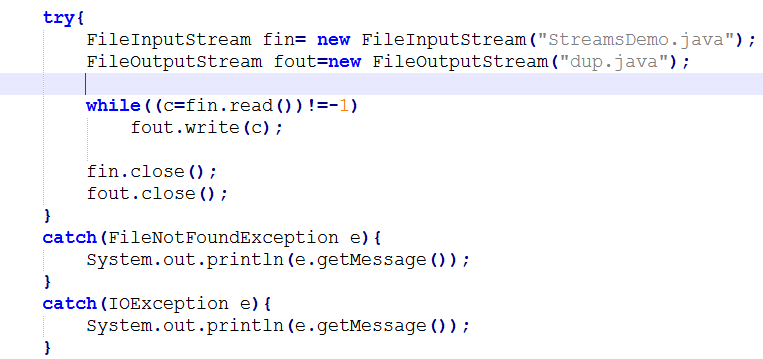 try{
FileInputStream fin= new FileInputStream("StreamsDemo.java");
FileOutputStream fout=new FileOutputStream("dup.java");
while((c=fin.read())!=-1)
fout.write(c);
fin.close();
fout.close();
}
catch(FileNotFoundException e){
System.out.println(e.getMessage());
}
catch(IOException e){
System.out.println(e.getMessage());
}